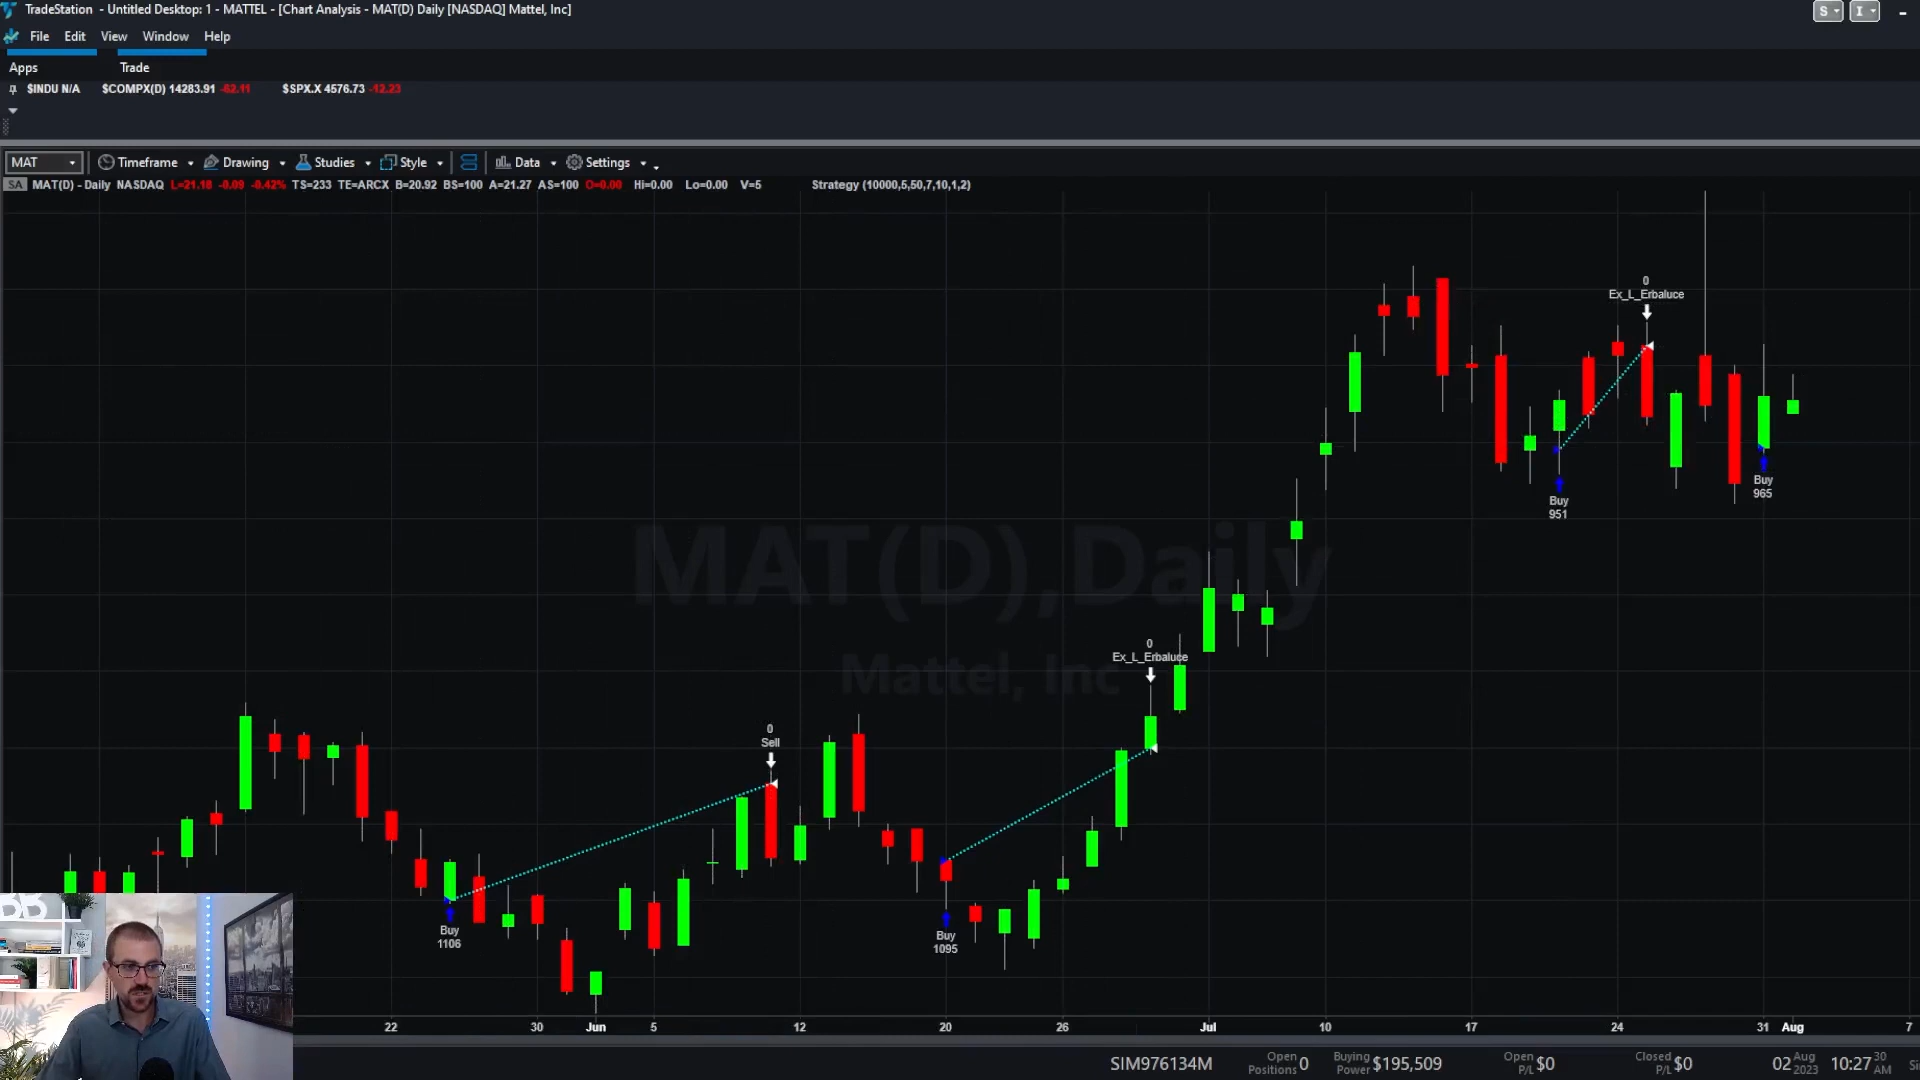 TradeStation - Untitled Desktop: 1 - MATTEL - [Chart Analysis - MAT(D) Daily [NASDAQ] Mattel, Inc]
S I
File Edit View Window Help
Apps Trade
$INDU N/A $COMPX(D) 14283.91 -62.11 $SPX.X 4576.73 -12.23
MAT Timeframe Drawing Studies Style Data Settings
SA MAT(D) - Daily NASDAQ L=21.18 -0.09 -0.42% TS=233 TE=ARCX B=20.92 BS=100 A=21.27 AS=100 O=0.00 Hi=0.00 Lo=0.00 V=5 Strategy (10000,5,50,7,10,1,2)
0
Ex_L_Erbaluce
Buy
965
Buy
951
MAT(D),Daily
Mattel, Inc
0
Ex_L_Erbaluce
0
Sell
Buy
1106
Buy
1095
22 30 Jun 5 12 20 26 Jul 10 17 24 31 Aug 7
SIM976134M Open Positions 0 Buying Power $195,509 Open P/L $0 Closed P/L $0 02 Aug 2023 10:27 30 AM